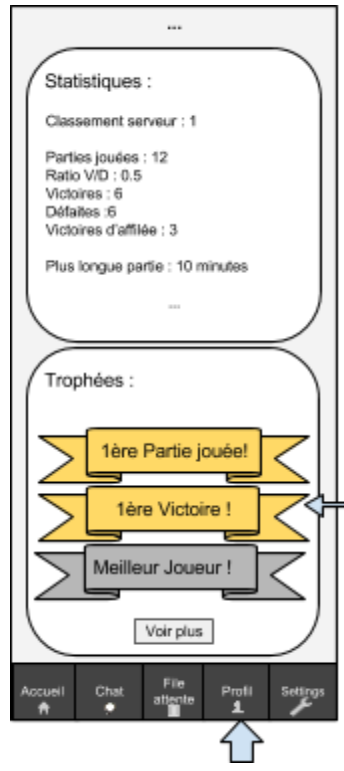 ...
Statistiques :
Classement serveur : 1
Parties jouées : 12
Ratio V/D : 0.5
Victoires : 6
Défaites :6
Victoires d'affilée : 3
Plus longue partie : 10 minutes
...
Trophées :
1ère Partie jouée!
1ère Victoire !
Meilleur Joueur !
Voir plus
Accueil
Chat
File
attente
Profil
Settings